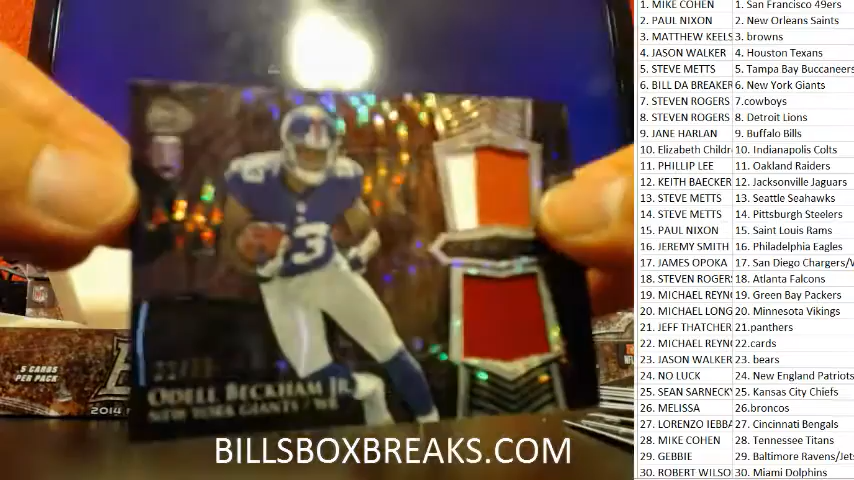 1. MIKE COHEN 1. San Francisco 49ers
2. PAUL NIXON 2. New Orleans Saints
3. MATTHEW KEELS 3. browns
4. JASON WALKER 4. Houston Texans
5. STEVE METTS 5. Tampa Bay Buccaneers
6. BILL DA BREAKER 6. New York Giants
7. STEVEN ROGERS 7.cowboys
8. STEVEN ROGERS 8. Detroit Lions
9. JANE HARLAN 9. Buffalo Bills
10. Elizabeth Childr 10. Indianapolis Colts
11. PHILLIP LEE 11. Oakland Raiders
12. KEITH BAECKER 12. Jacksonville Jaguars
13. STEVE METTS 13. Seattle Seahawks
14. STEVE METTS 14. Pittsburgh Steelers
15. PAUL NIXON 15. Saint Louis Rams
16. JEREMY SMITH 16. Philadelphia Eagles
17. JAMES OPOKA 17. San Diego Chargers/V
18. STEVEN ROGERS 18. Atlanta Falcons
19. MICHAEL REYN 19. Green Bay Packers
20. MICHAEL LONG 20. Minnesota Vikings
21. JEFF THATCHER 21.panthers
22. MICHAEL REYN 22.cards
23. JASON WALKER 23. bears
24. NO LUCK 24. New England Patriots
25. SEAN SARNECK 25. Kansas City Chiefs
26. MELISSA 26.broncos
27. LORENZO IEBBA 27. Cincinnati Bengals
28. MIKE COHEN 28. Tennessee Titans
29. GEBBIE 29. Baltimore Ravens/Jets
30. ROBERT WILSO 30. Miami Dolphins
13
ODELL BECKHAM JR.
NEW YORK GIANTS / WR
5 CARDS
PER PACK
2014
BILLSBOXBREAKS.COM